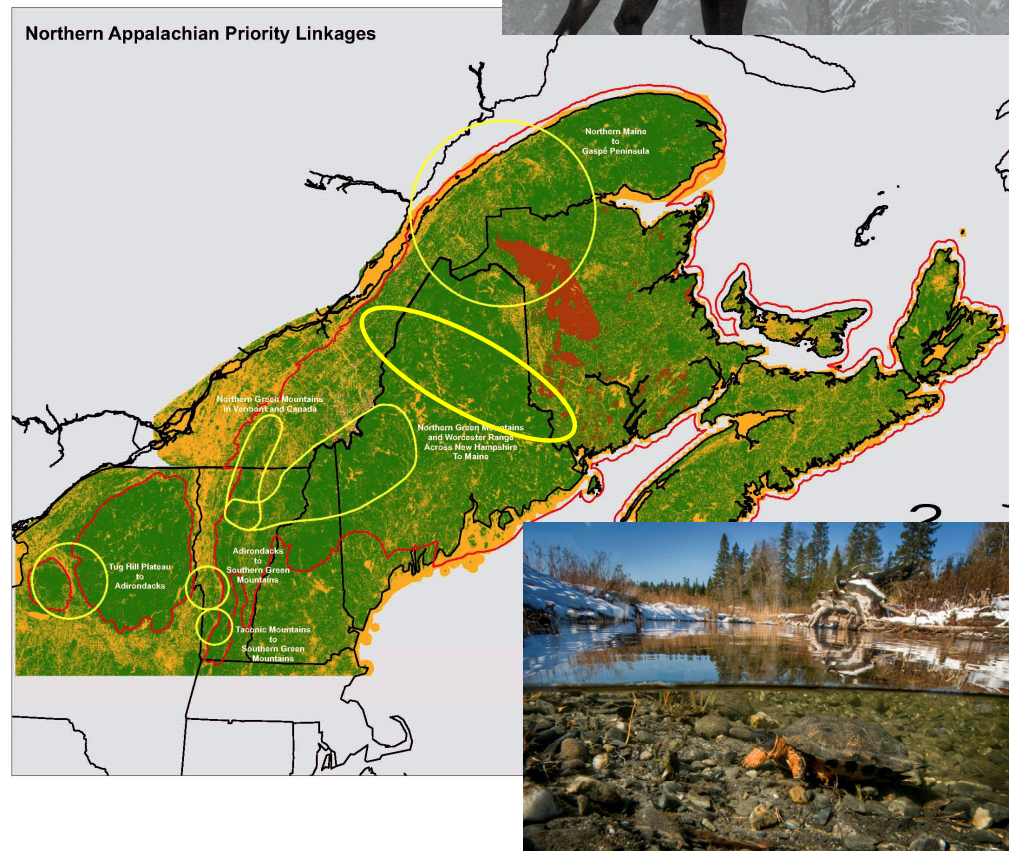 Northern Appalachian Priority Linkages
Northern Maine
to
Gaspé Peninsula
Northern Green Mountains
in Vermont and Canada
Northern Green Mountains
and Worcester Range
Across New Hampshire
To Maine
Adirondacks
to
Southern Green
Mountains
Tug Hill Plateau
to
Adirondacks
Taconic Mountains
to
Southern Green
Mountains